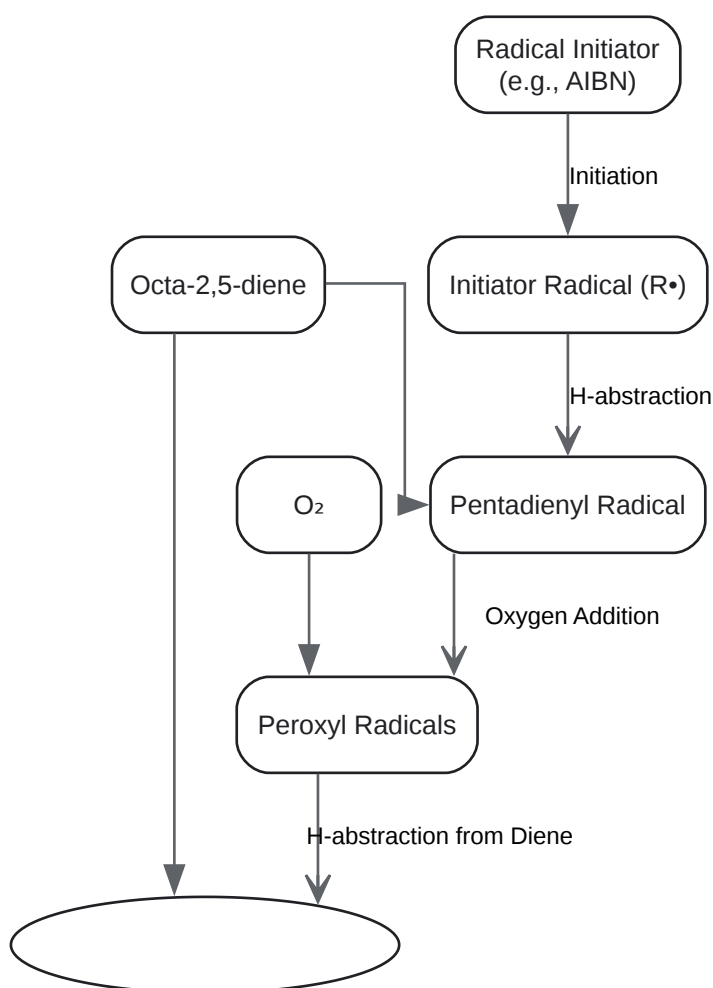 Radical Initiator
(e.g., AIBN)
Initiation
Octa-2,5-diene
Initiator Radical (R•)
H-abstraction
O₂
Pentadienyl Radical
Oxygen Addition
Peroxyl Radicals
H-abstraction from Diene